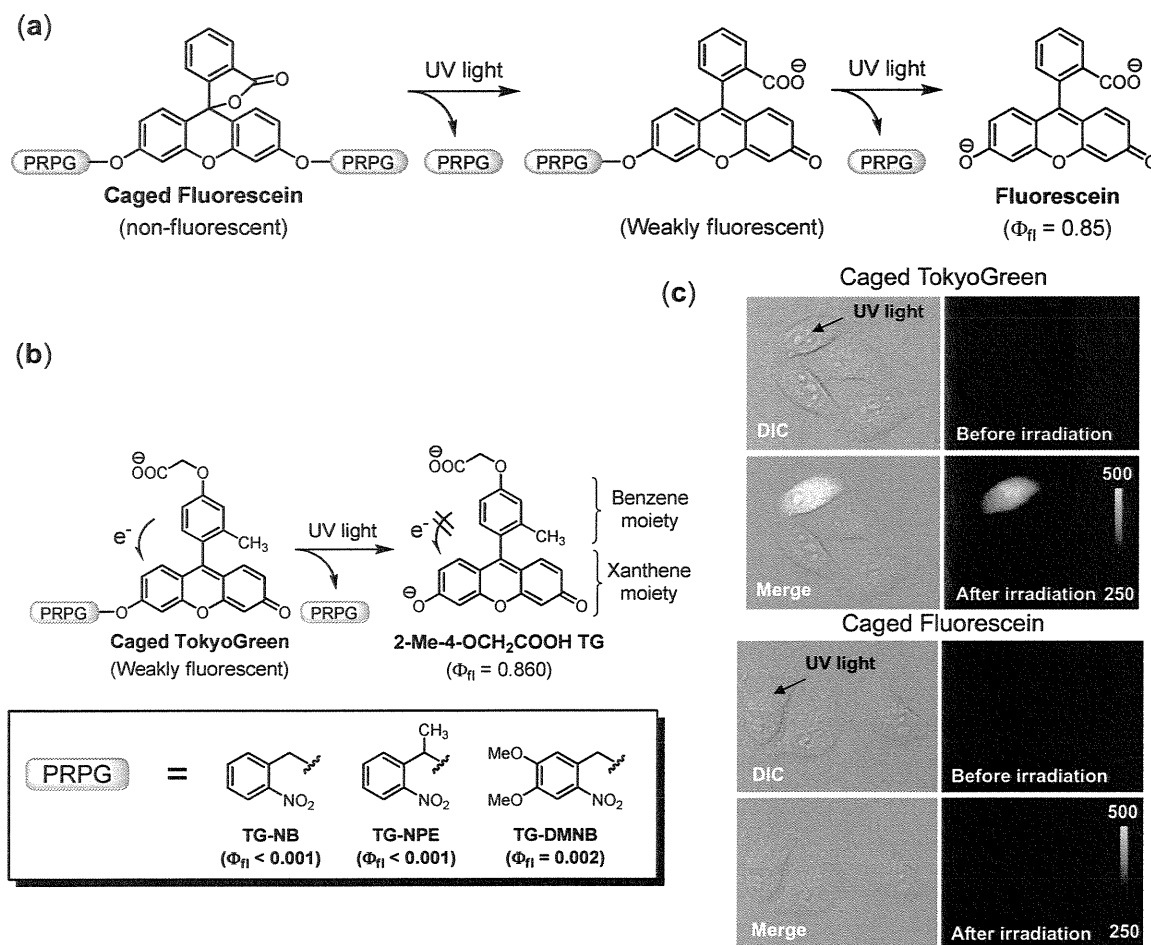 (a)
UV light
UV light
O
O
COO⊖
COO⊖
PRPG
O
O
O
PRPG
PRPG
PRPG
O
O
O
PRPG
⊖O
O
O
Caged Fluorescein
(non-fluorescent)
(Weakly fluorescent)
Fluorescein
(Φfl = 0.85)
(b)
⊖OOC
O
⊖OOC
O
e-
CH3
UV light
e-
CH3
Benzene
moiety
PRPG
O
O
O
PRPG
⊖O
O
O
Xanthene
moiety
Caged TokyoGreen
(Weakly fluorescent)
2-Me-4-OCH2COOH TG
(Φfl = 0.860)
PRPG
=
NO2
TG-NB
(Φfl < 0.001)
CH3
NO2
TG-NPE
(Φfl < 0.001)
MeO
MeO
NO2
TG-DMNB
(Φfl = 0.002)
(c)
Caged TokyoGreen
UV light
DIC
Before irradiation
Merge
500
After irradiation
250
Caged Fluorescein
UV light
DIC
Before irradiation
Merge
500
After irradiation
250